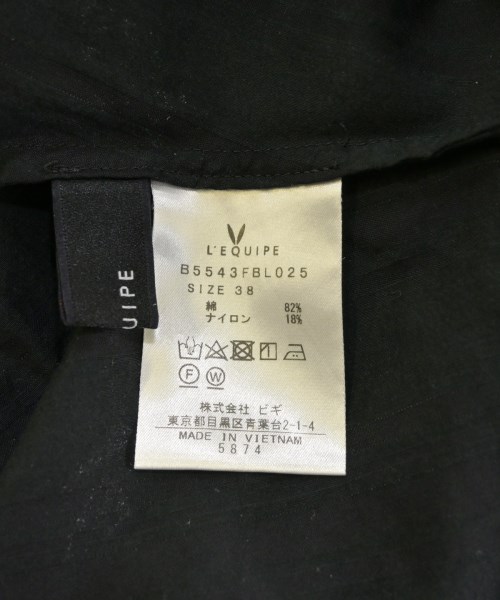 L'EQUIPE
B5543FBL025
SIZE 38
綿 82%
ナイロン 18%
F W
株式会社 ビギ
東京都目黒区青葉台2-1-4
MADE IN VIETNAM
5874
UIPE